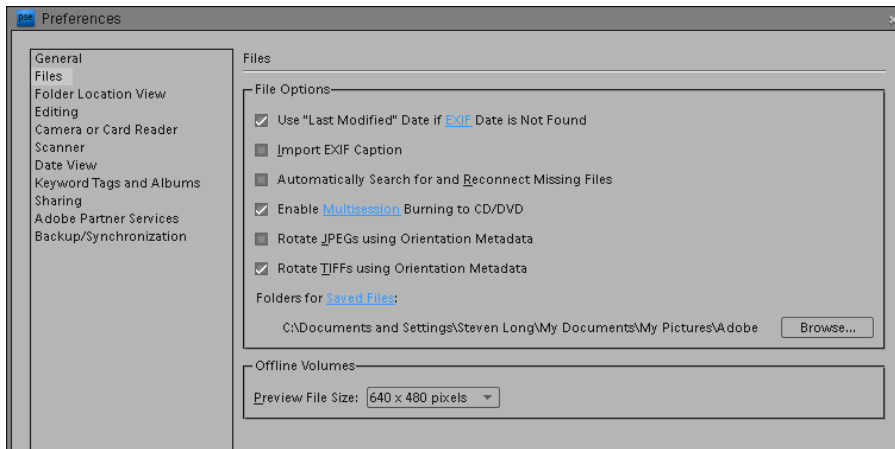 pse Preferences
General
Files
Folder Location View
Editing
Camera or Card Reader
Scanner
Date View
Keyword Tags and Albums
Sharing
Adobe Partner Services
Backup/Synchronization
Files
File Options
Use "Last Modified" Date if EXIF Date is Not Found
Import EXIF Caption
Automatically Search for and Reconnect Missing Files
Enable Multisession Burning to CD/DVD
Rotate JPEGs using Orientation Metadata
Rotate TIFFs using Orientation Metadata
Folders for Saved Files:
C:\Documents and Settings\Steven Long\My Documents\My Pictures\Adobe Browse...
Offline Volumes
Preview File Size: 640 x 480 pixels